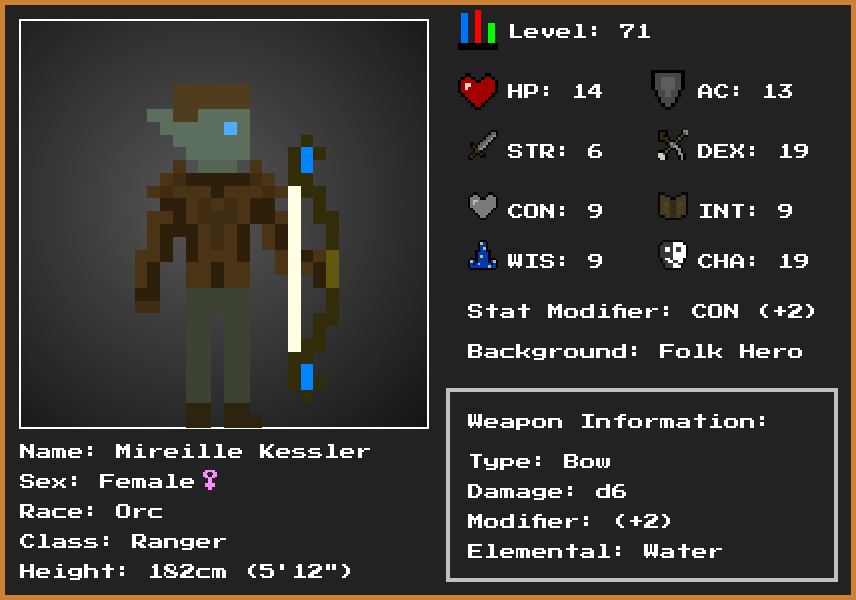 Level: 71
HP: 14
AC: 13
STR: 6
DEX: 19
CON: 9
INT: 9
WIS: 9
CHA: 19
Stat Modifier: CON (+2)
Background: Folk Hero
Weapon Information:
Type: Bow
Damage: d6
Modifier: (+2)
Elemental: Water
Name: Mireille Kessler
Sex: Female♀
Race: Orc
Class: Ranger
Height: 182cm (5'12")